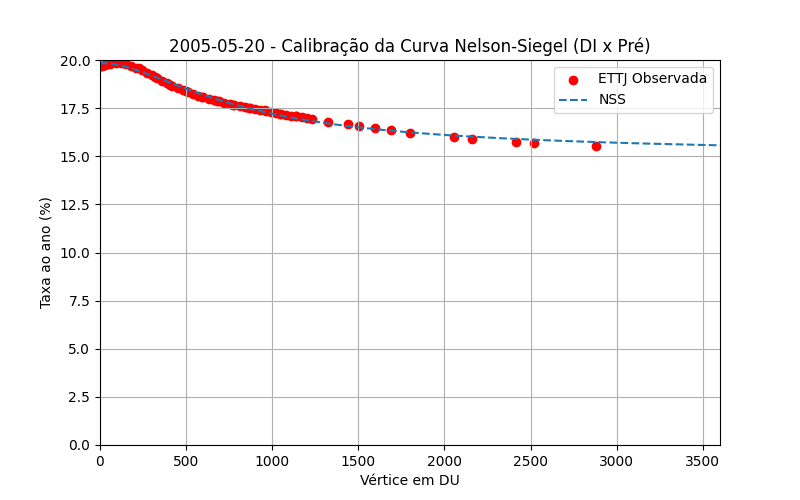 2005-05-20 - Calibração da Curva Nelson-Siegel (DI x Pré)
20.0
17.5
15.0
12.5
10.0
7.5
5.0
2.5
0.0
Taxa ao ano (%)
ETTJ Observada
NSS
0 500 1000 1500 2000 2500 3000 3500
Vértice em DU